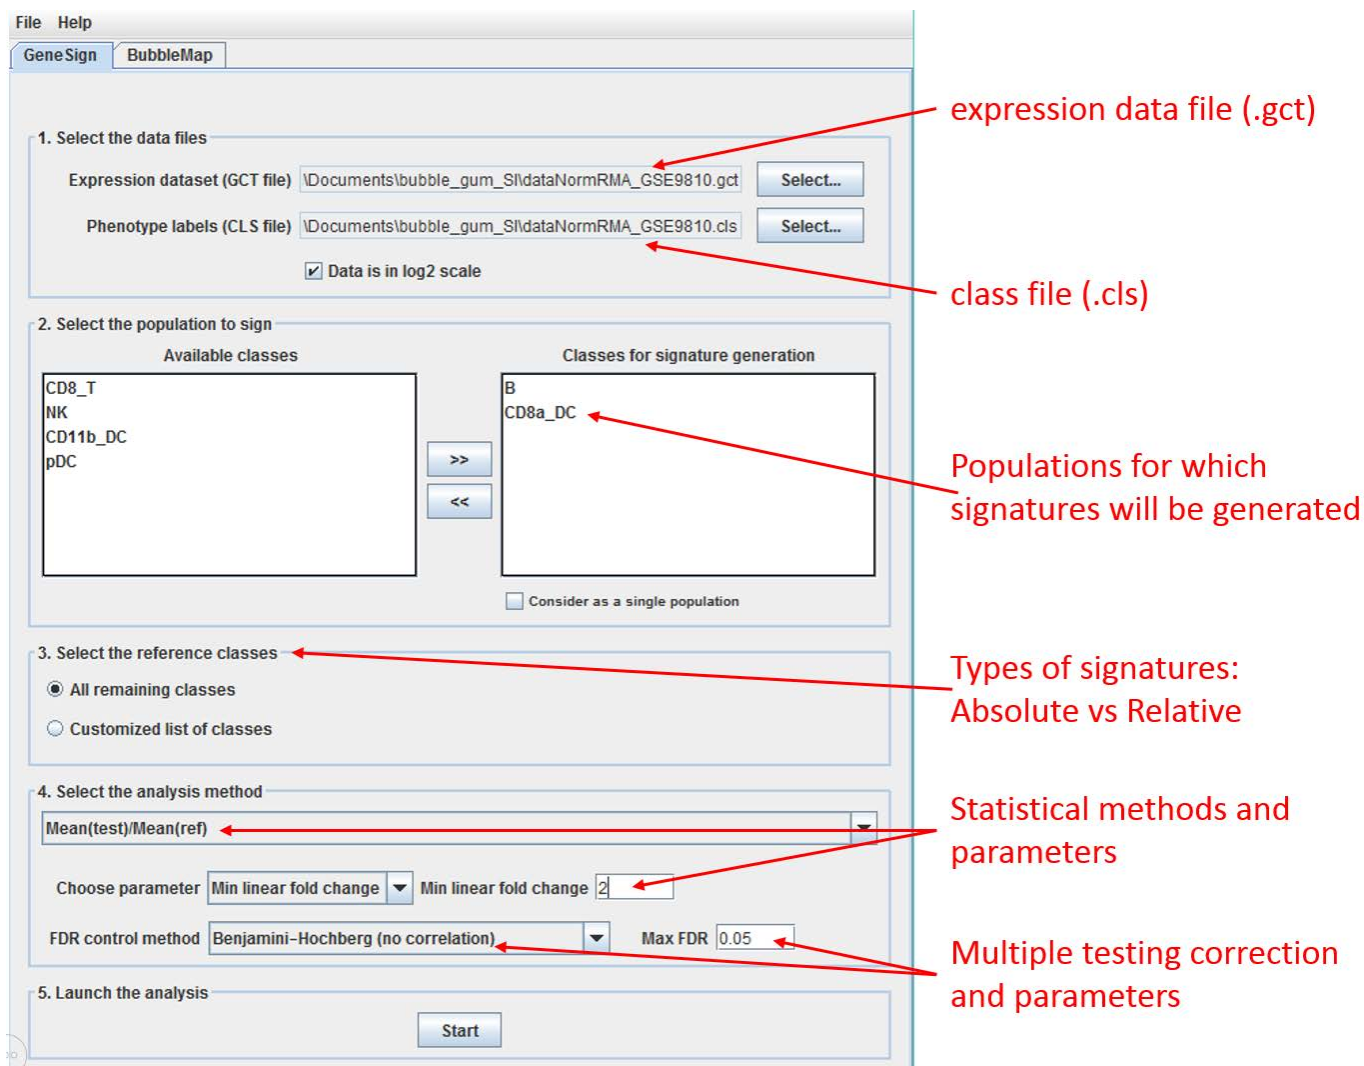 File Help
GeneSign BubbleMap
expression data file (.gct)
1. Select the data files
Expression dataset (GCT file) \Documents\bubble_gum_SI\dataNormRMA_GSE9810.gct Select...
Phenotype labels (CLS file) \Documents\bubble_gum_SI\dataNormRMA_GSE9810.cls Select...
Data is in log2 scale
class file (.cls)
2. Select the population to sign
Available classes
Classes for signature generation
CD8_T
NK
CD11b_DC
pDC
B
CD8a_DC
>>
<<
Populations for which
signatures will be generated
Consider as a single population
3. Select the reference classes
All remaining classes
Customized list of classes
Types of signatures:
Absolute vs Relative
4. Select the analysis method
Mean(test)/Mean(ref)
Statistical methods and
parameters
Choose parameter Min linear fold change Min linear fold change 2
FDR control method Benjamini-Hochberg (no correlation) Max FDR 0.05
Multiple testing correction
and parameters
5. Launch the analysis
Start